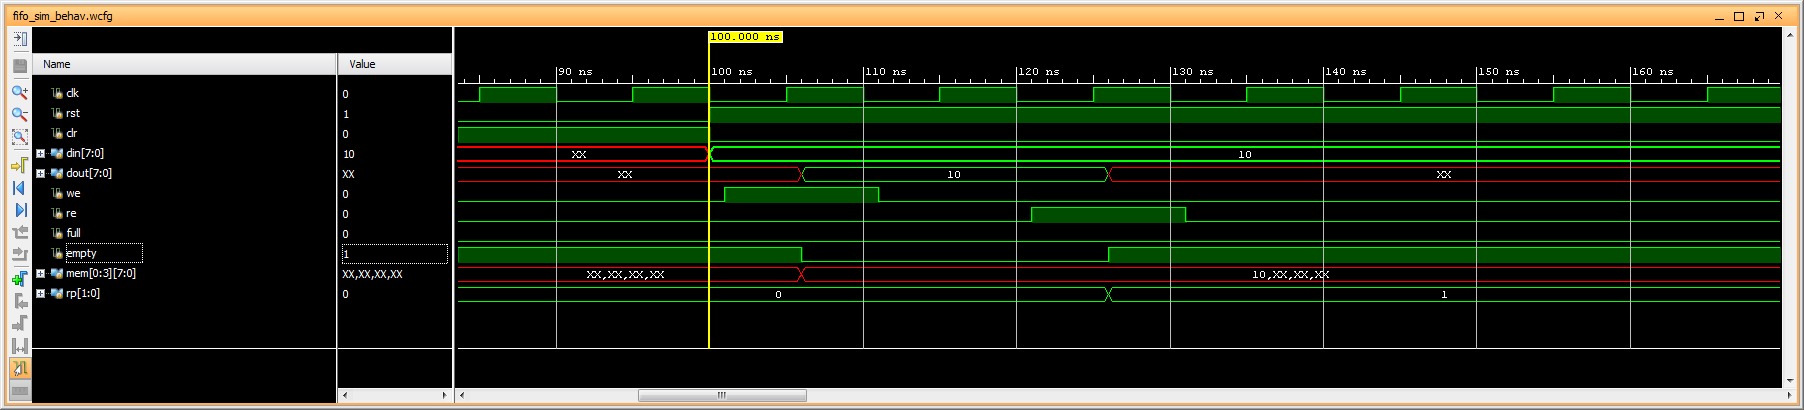 fifo_sim_behav.wcfg
100.000 ns
Name Value
90 ns 100 ns 110 ns 120 ns 130 ns 140 ns 150 ns 160 ns
clk 0
rst 1
clr 0
din[7:0] 10 XX 10
dout[7:0] XX XX 10 XX
we 0
re 0
full 0
empty 1
mem[0:3][7:0] XX,XX,XX,XX XX,XX,XX,XX 10,XX,XX,XX
rp[1:0] 0 0 1